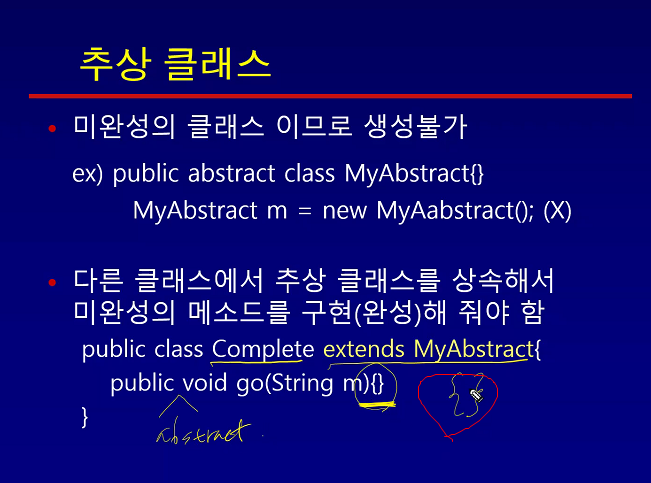 추상 클래스
• 미완성의 클래스 이므로 생성불가
ex) public abstract class MyAbstract{}
MyAbstract m = new MyAabstract(); (X)
• 다른 클래스에서 추상 클래스를 상속해서
미완성의 메소드를 구현(완성)해 줘야 함
public class Complete extends MyAbstract{
public void go(String m){}
{ }
}
abstract